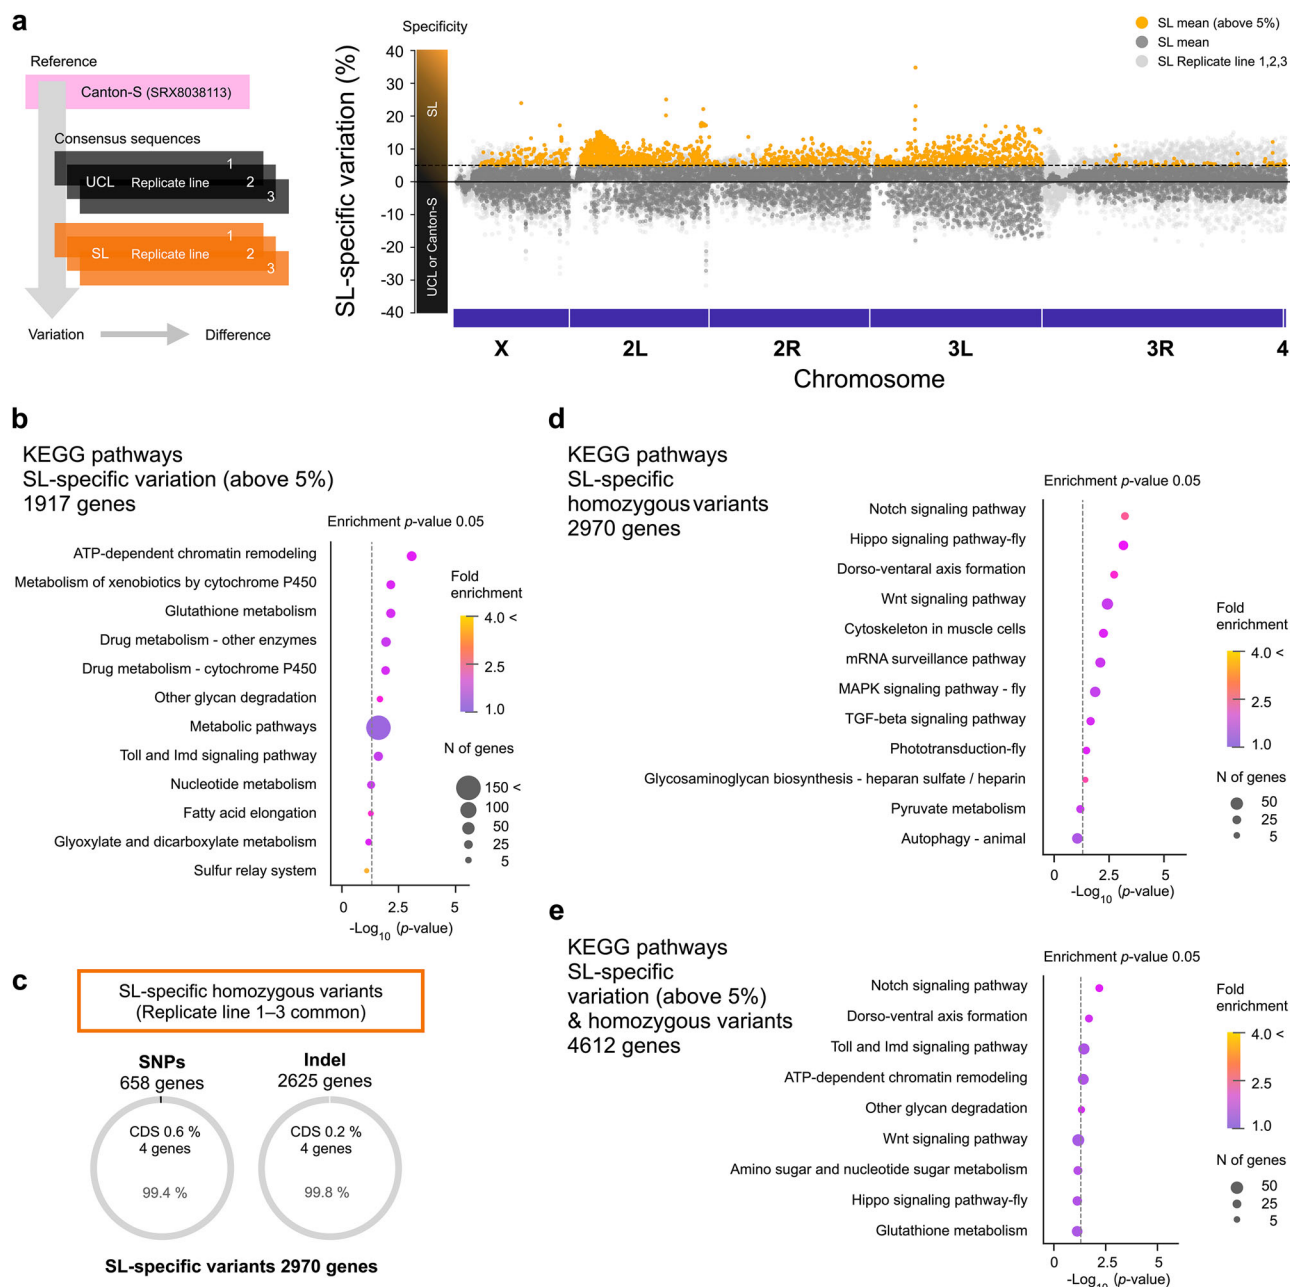 a
Reference
Canton-S (SRX8038113)
Consensus sequences
1
UCL Replicate line 2
3
1
SL Replicate line 2
3
Variation
Difference
Specificity
SL-specific variation (%)
40
30
20
10
0
-10
-20
-30
-40
SL
UCL or Canton-S
SL mean (above 5%)
SL mean
SL Replicate line 1,2,3
X 2L 2R 3L 3R 4
Chromosome
b
KEGG pathways
SL-specific variation (above 5%)
1917 genes
Enrichment p-value 0.05
ATP-dependent chromatin remodeling
Metabolism of xenobiotics by cytochrome P450
Glutathione metabolism
Drug metabolism - other enzymes
Drug metabolism - cytochrome P450
Other glycan degradation
Metabolic pathways
Toll and Imd signaling pathway
Nucleotide metabolism
Fatty acid elongation
Glyoxylate and dicarboxylate metabolism
Sulfur relay system
0 2.5 5
-Log10 (p-value)
Fold
enrichment
4.0 <
2.5
1.0
N of genes
150 <
100
50
25
5
c
SL-specific homozygous variants
(Replicate line 1–3 common)
SNPs
658 genes
CDS 0.6 %
4 genes
99.4 %
Indel
2625 genes
CDS 0.2 %
4 genes
99.8 %
SL-specific variants 2970 genes
d
KEGG pathways
SL-specific
homozygous variants
2970 genes
Enrichment p-value 0.05
Notch signaling pathway
Hippo signaling pathway-fly
Dorso-ventaral axis formation
Wnt signaling pathway
Cytoskeleton in muscle cells
mRNA surveillance pathway
MAPK signaling pathway - fly
TGF-beta signaling pathway
Phototransduction-fly
Glycosaminoglycan biosynthesis - heparan sulfate / heparin
Pyruvate metabolism
Autophagy - animal
0 2.5 5
-Log10 (p-value)
Fold
enrichment
4.0 <
2.5
1.0
N of genes
50
25
5
e
KEGG pathways
SL-specific
variation (above 5%)
& homozygous variants
4612 genes
Enrichment p-value 0.05
Notch signaling pathway
Dorso-ventral axis formation
Toll and Imd signaling pathway
ATP-dependent chromatin remodeling
Other glycan degradation
Wnt signaling pathway
Amino sugar and nucleotide sugar metabolism
Hippo signaling pathway-fly
Glutathione metabolism
0 2.5 5
-Log10 (p-value)
Fold
enrichment
4.0 <
2.5
1.0
N of genes
50
25
5